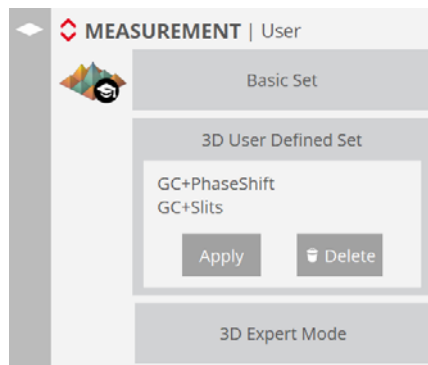 MEASUREMENT | User
Basic Set
3D User Defined Set
GC+PhaseShift
GC+Slits
Apply
Delete
3D Expert Mode